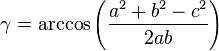 γ = arccos( (a² + b² − c²) / 2ab )